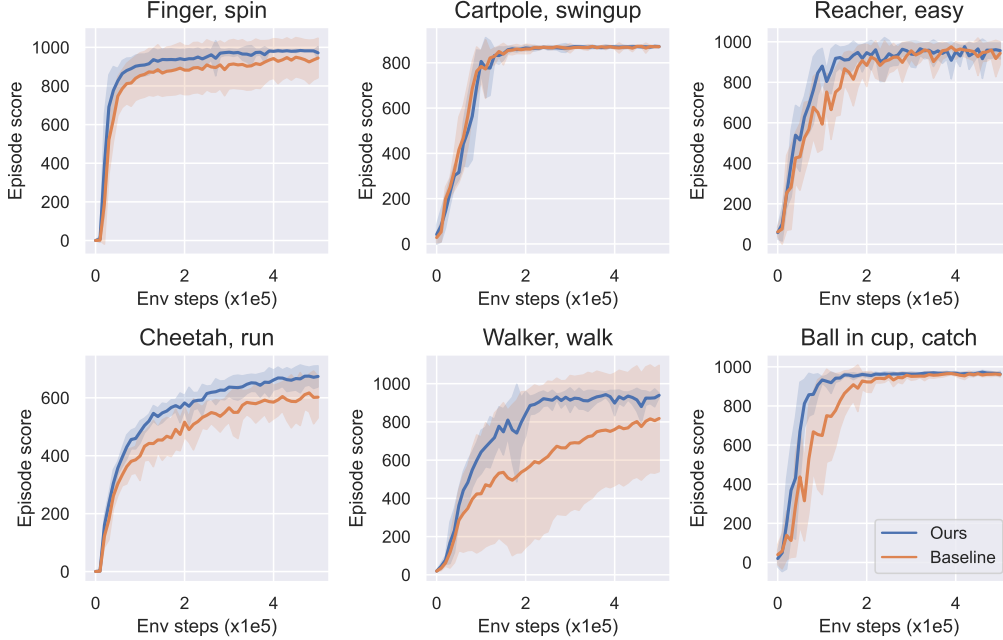 Finger, spin
Cartpole, swingup
Reacher, easy
Episode score
1000
800
600
400
200
0
0
2
4
Env steps (x1e5)
Episode score
800
600
400
200
0
0
2
4
Env steps (x1e5)
Episode score
1000
800
600
400
200
0
0
2
4
Env steps (x1e5)
Cheetah, run
Walker, walk
Ball in cup, catch
Episode score
600
400
200
0
0
2
4
Env steps (x1e5)
Episode score
1000
800
600
400
200
0
0
2
4
Env steps (x1e5)
Episode score
1000
800
600
400
200
0
0
2
4
Env steps (x1e5)
Ours
Baseline